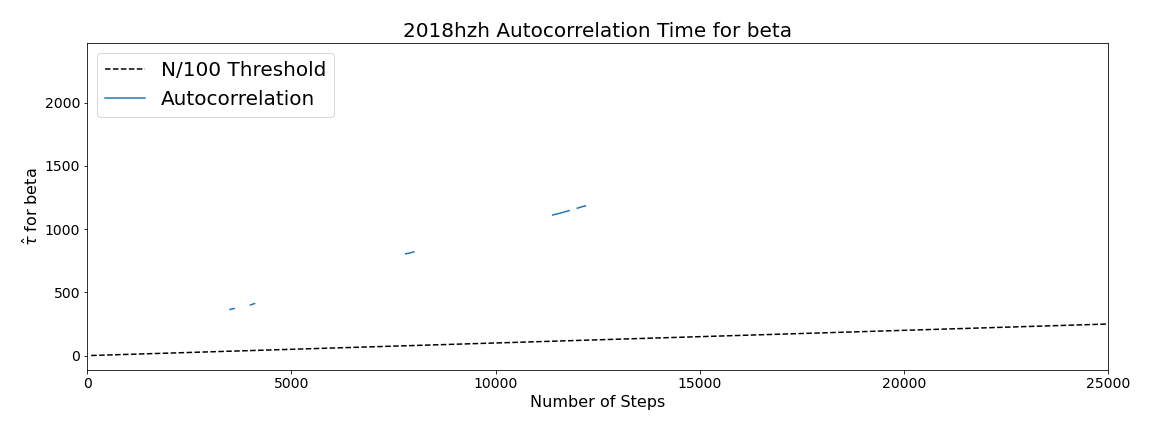 2018hzh Autocorrelation Time for beta
N/100 Threshold
Autocorrelation
2000
1500
1000
500
0
τ̂ for beta
0 5000 10000 15000 20000 25000
Number of Steps